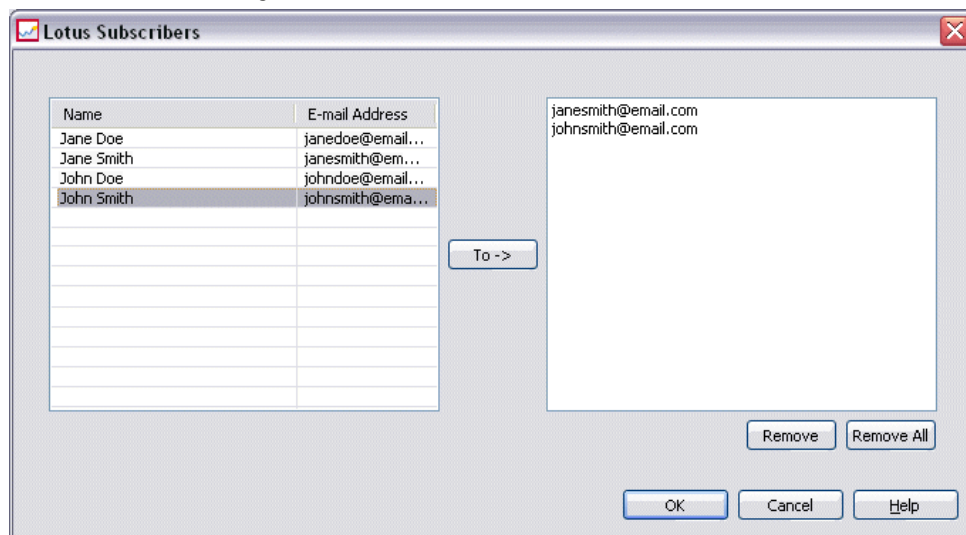 Lotus Subscribers
Name E-mail Address
Jane Doe janedoe@email...
Jane Smith janesmith@em...
John Doe johndoe@email...
John Smith johnsmith@ema...
To ->
janesmith@email.com
johnsmith@email.com
Remove Remove All
OK Cancel Help